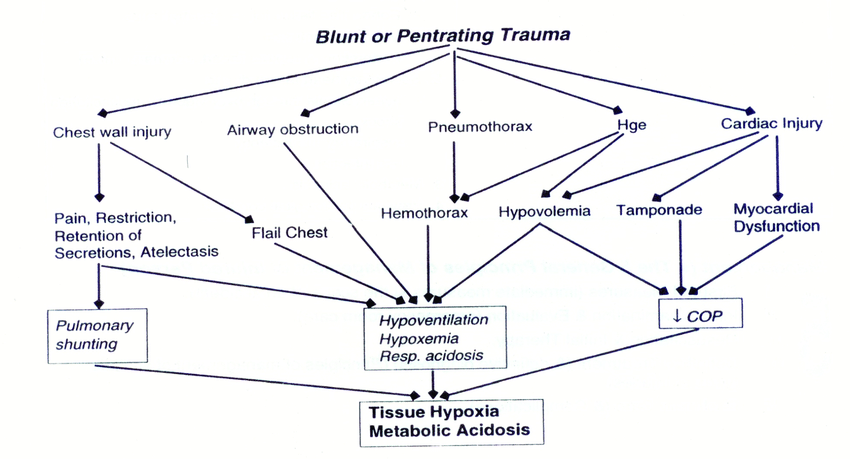 Blunt or Pentrating Trauma
Chest wall injury
Airway obstruction
Pneumothorax
Hge
Cardiac Injury
Pain, Restriction,
Retention of
Secretions, Atelectasis
Flail Chest
Hemothorax
Hypovolemia
Tamponade
Myocardial
Dysfunction
Pulmonary
shunting
Hypoventilation
Hypoxemia
Resp. acidosis
↓ COP
Tissue Hypoxia
Metabolic Acidosis